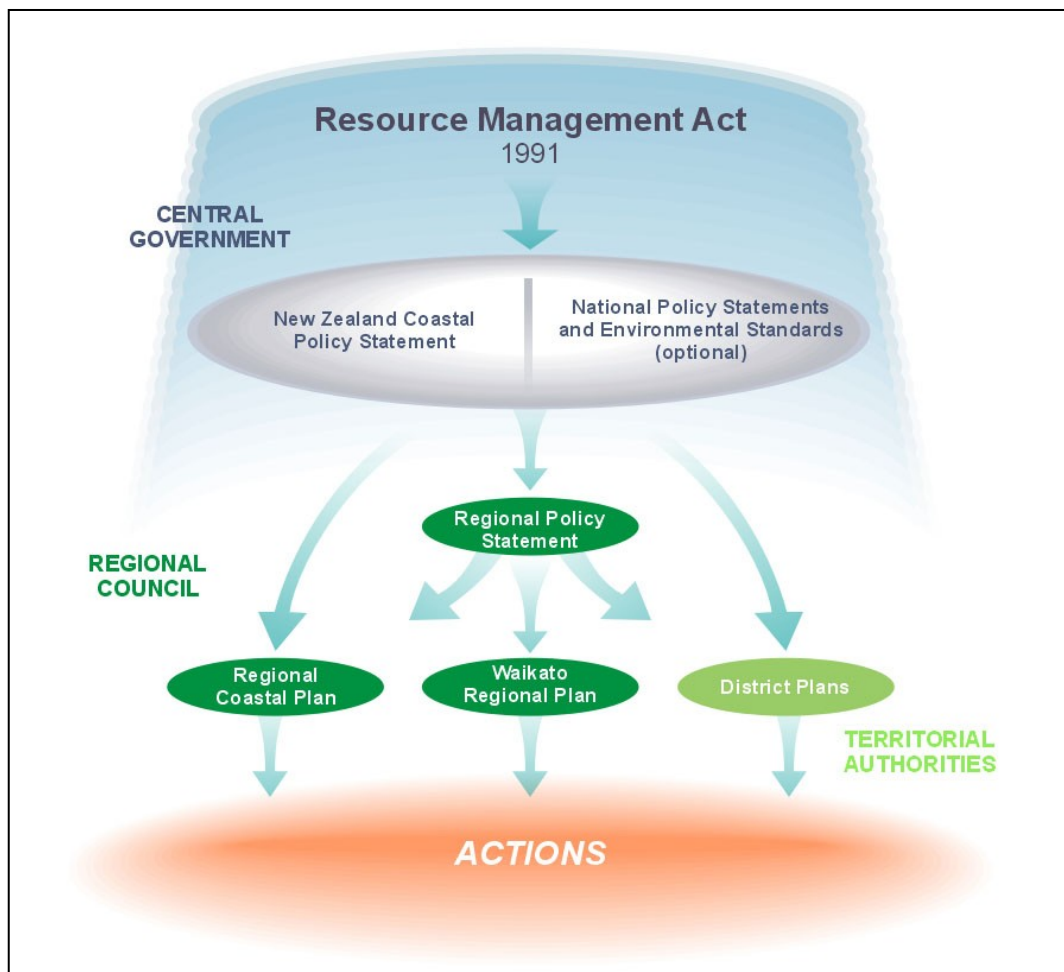 Resource Management Act
1991
CENTRAL
GOVERNMENT
New Zealand Coastal
Policy Statement
National Policy Statements
and Environmental Standards
(optional)
Regional Policy
Statement
REGIONAL
COUNCIL
Regional
Coastal Plan
Waikato
Regional Plan
District Plans
TERRITORIAL
AUTHORITIES
ACTIONS